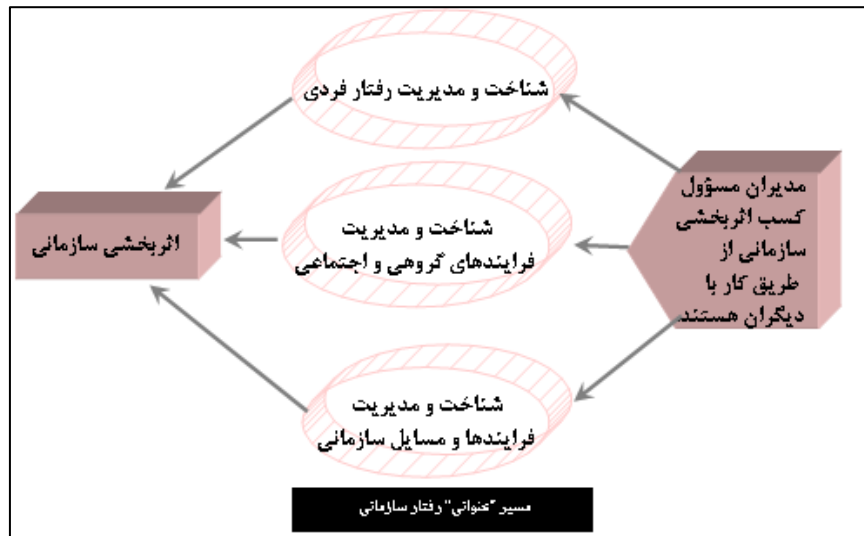 شناخت و مدیریت رفتار فردی
مدیران مسؤول
کسب اثربخشی
سازمانی از
طریق کار با
دیگران هستند
شناخت و مدیریت
فرایندهای گروهی و اجتماعی
اثربخشی سازمانی
شناخت و مدیریت
فرایندها و مسایل سازمانی
مسیر "عنوانی" رفتار سازمانی